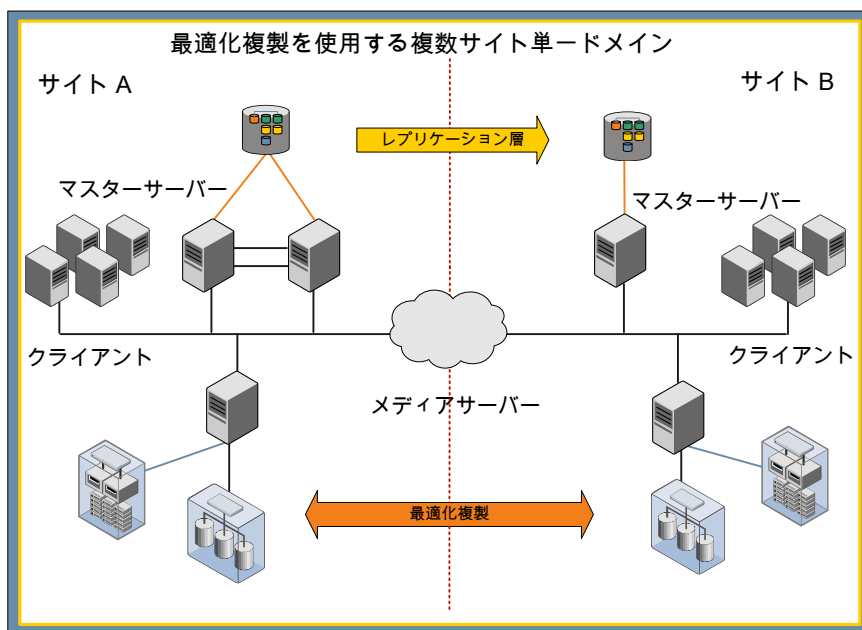 最適化複製を使用する複数サイト単一ドメイン
サイト A
サイト B
レプリケーション層
マスターサーバー
マスターサーバー
クライアント
クライアント
メディアサーバー
最適化複製